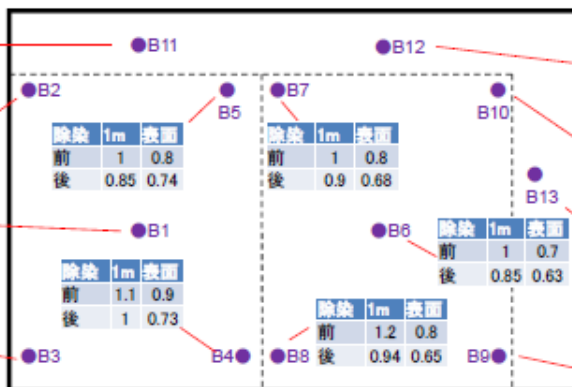 B11
B12
B2
B5
B7
B10
除染 1m 表面
前 1 0.8
後 0.85 0.74
除染 1m 表面
前 1 0.8
後 0.9 0.68
B13
B1
B6
除染 1m 表面
前 1 0.7
後 0.85 0.63
除染 1m 表面
前 1.1 0.9
後 1 0.73
除染 1m 表面
前 1.2 0.8
後 0.94 0.65
B3
B4
B8
B9